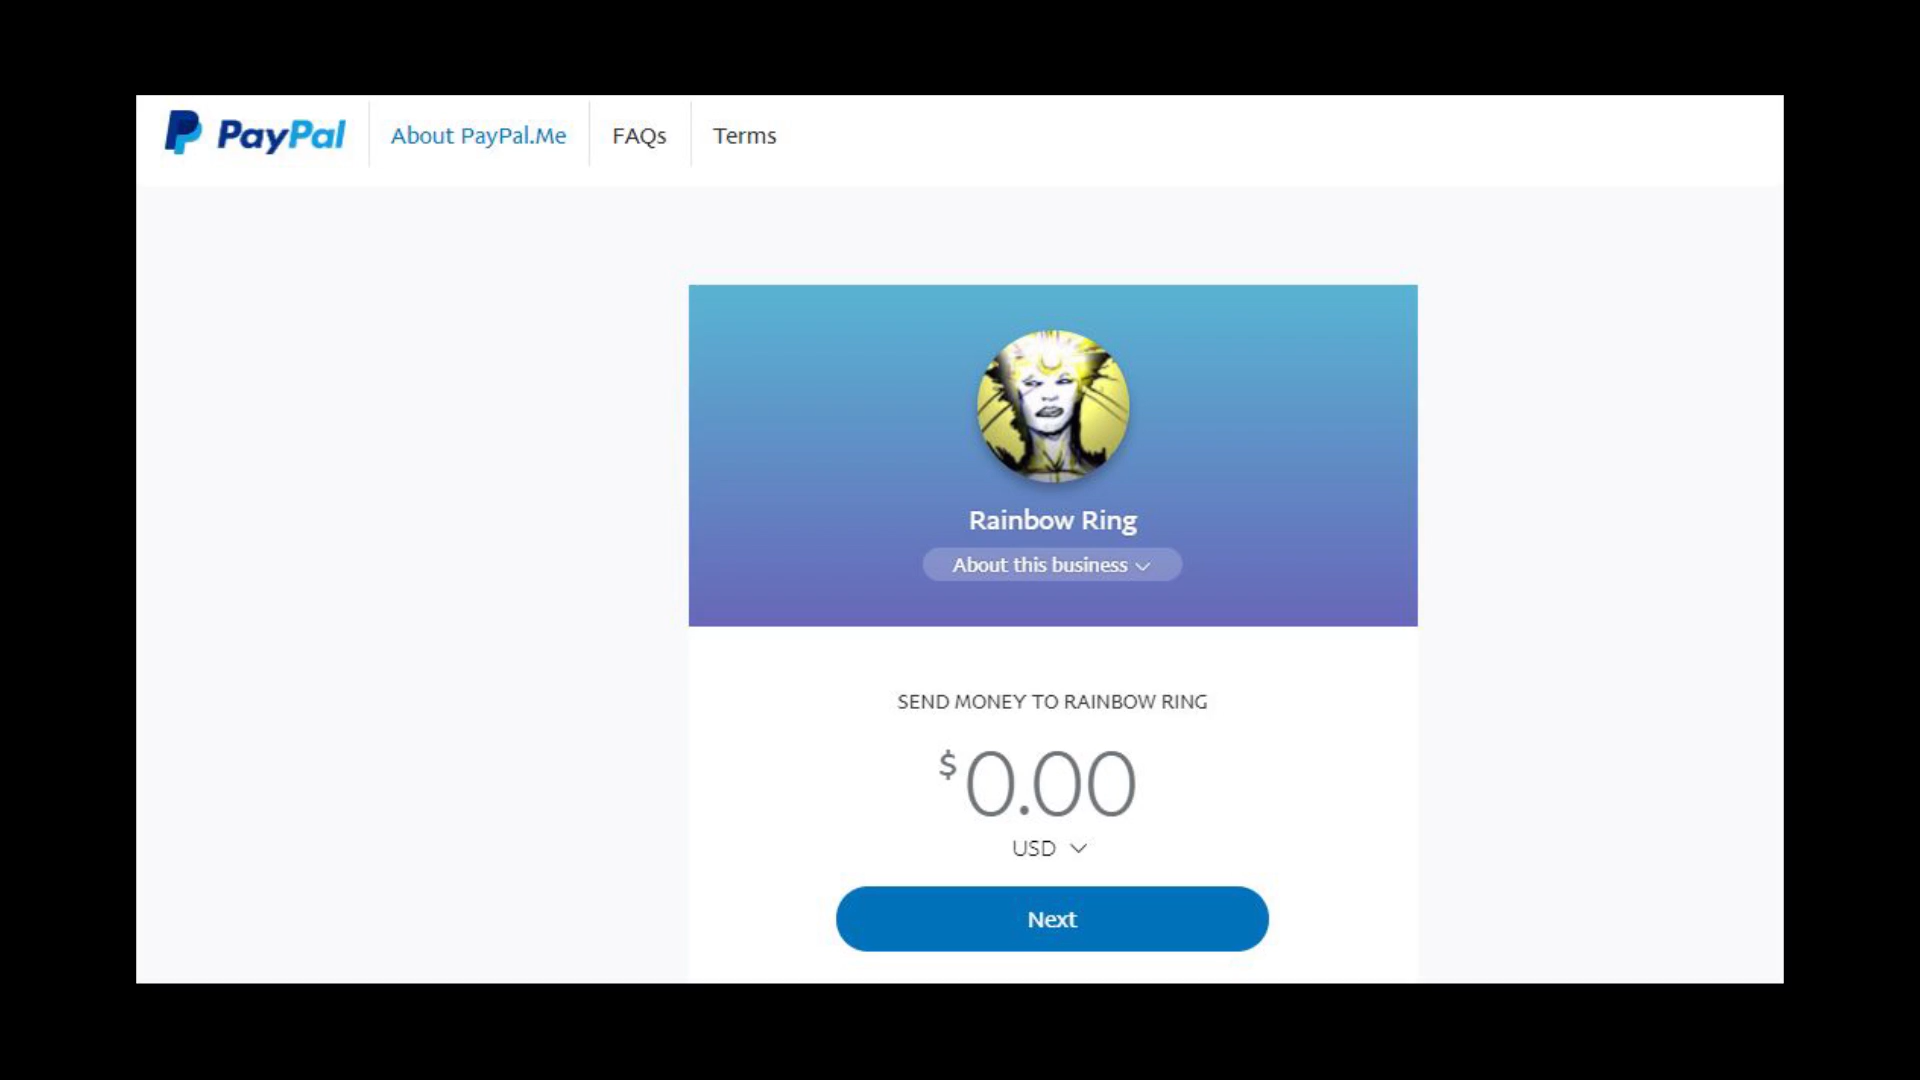 PayPal About PayPal.Me FAQs Terms
Rainbow Ring
About this business
SEND MONEY TO RAINBOW RING
$0.00
USD
Next